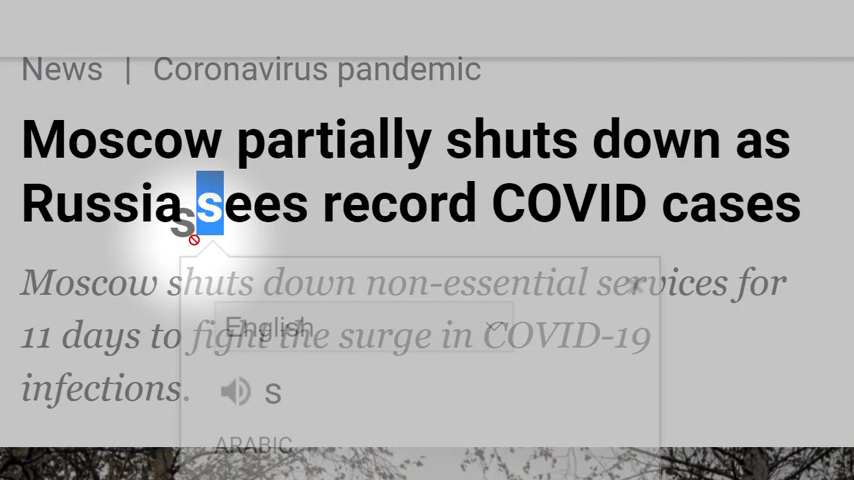 News | Coronavirus pandemic
Moscow partially shuts down as
Russia sees record COVID cases
s
Moscow shuts down non-essential services for
11 days to fight the surge in COVID-19
infections.
English
s
ARABIC